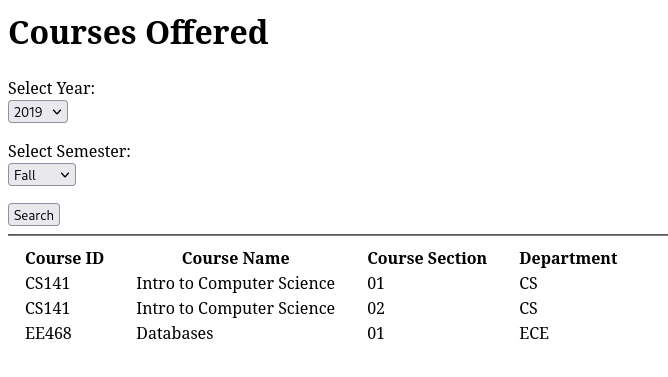 Courses Offered
Select Year:
2019
Select Semester:
Fall
Search
Course ID Course Name Course Section Department
CS141 Intro to Computer Science 01 CS
CS141 Intro to Computer Science 02 CS
EE468 Databases 01 ECE